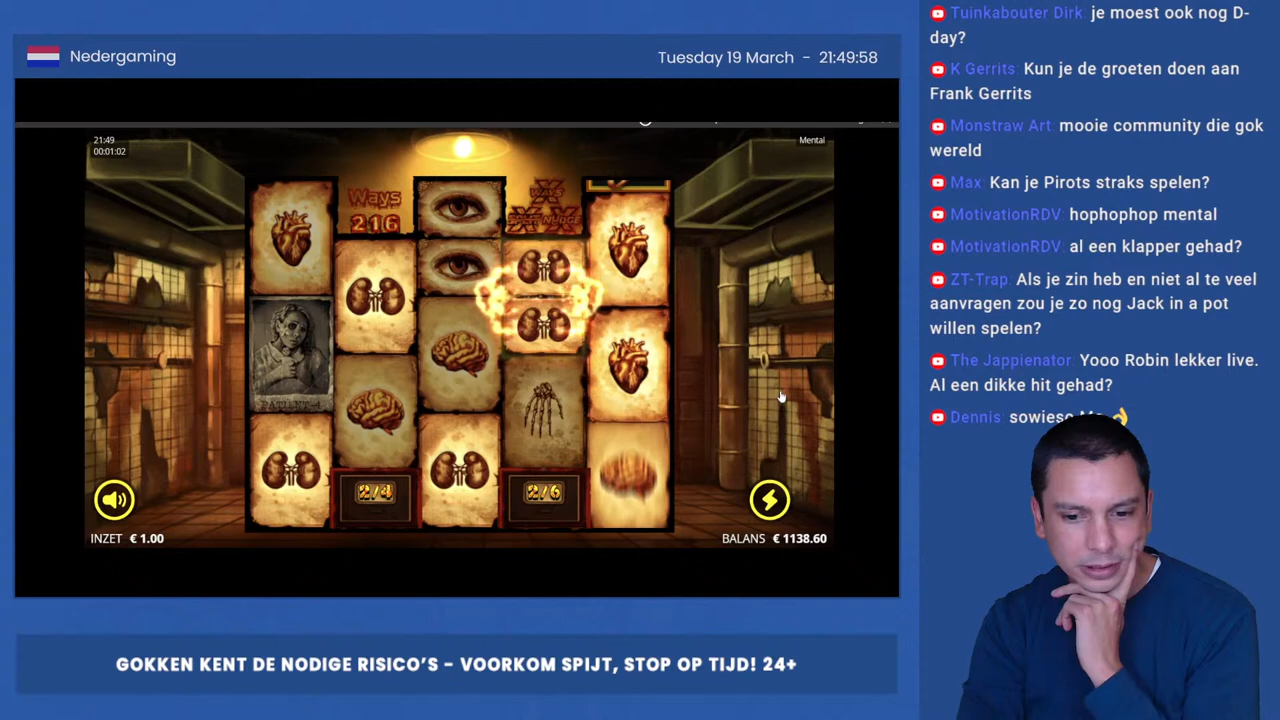 Nedergaming
Tuesday 19 March - 21:49:58
21:49
00:01:02
Mental
Ways
216
WAYS
SPLIT NUDGE
PATIENT-4
2/4
2/6
INZET € 1.00
BALANS € 1138.60
GOKKEN KENT DE NODIGE RISICO'S - VOORKOM SPIJT, STOP OP TIJD! 24+
Tuinkabouter Dirk: je moest ook nog D-
day?
K Gerrits: Kun je de groeten doen aan
Frank Gerrits
Monstraw Art: mooie community die gok
wereld
Max: Kan je Pirots straks spelen?
MotivationRDV: hophophop mental
MotivationRDV: al een klapper gehad?
ZT-Trap: Als je zin heb en niet al te veel
aanvragen zou je zo nog Jack in a pot
willen spelen?
The Jappienator: Yooo Robin lekker live.
Al een dikke hit gehad?
Dennis: sowieso